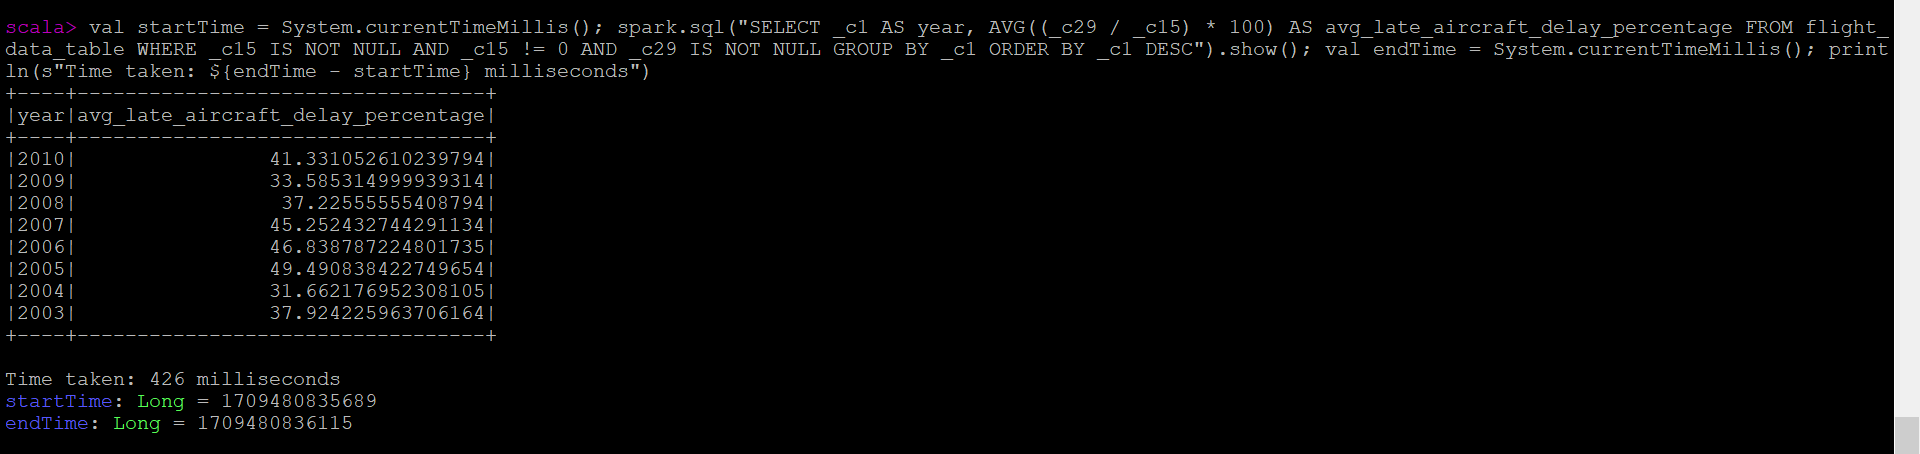 scala> val startTime = System.currentTimeMillis(); spark.sql("SELECT _c1 AS year, AVG((_c29 / _c15) * 100) AS avg_late_aircraft_delay_percentage FROM flight_
data_table WHERE _c15 IS NOT NULL AND _c15 != 0 AND _c29 IS NOT NULL GROUP BY _c1 ORDER BY _c1 DESC").show(); val endTime = System.currentTimeMillis(); print
ln(s"Time taken: ${endTime - startTime} milliseconds")
+----+----------------------------------+
|year|avg_late_aircraft_delay_percentage|
+----+----------------------------------+
|2010|                41.331052610239794|
|2009|                33.585314999939314|
|2008|                 37.22555555408794|
|2007|                45.252432744291134|
|2006|                46.838787224801735|
|2005|                49.490838422749654|
|2004|                31.662176952308105|
|2003|                37.924225963706164|
+----+----------------------------------+
Time taken: 426 milliseconds
startTime: Long = 1709480835689
endTime: Long = 1709480836115